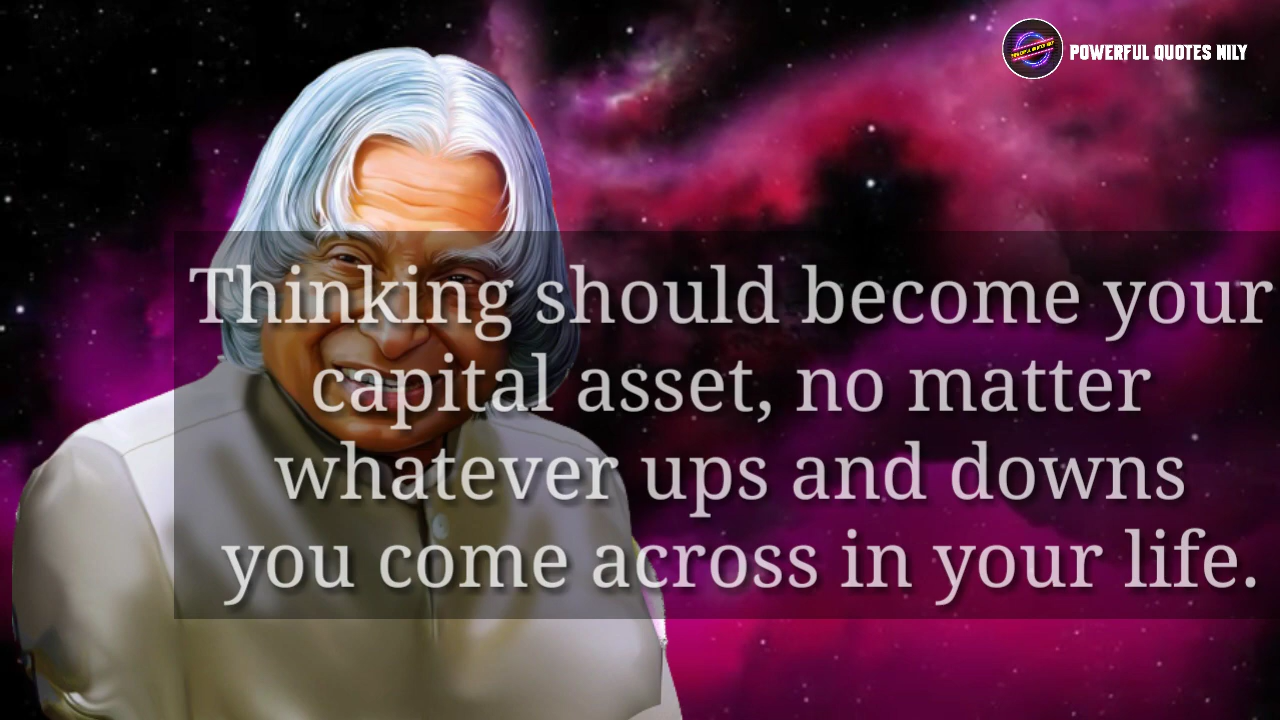 POWERFUL QUOTES NILY
Thinking should become your
capital asset, no matter
whatever ups and downs
you come across in your life.